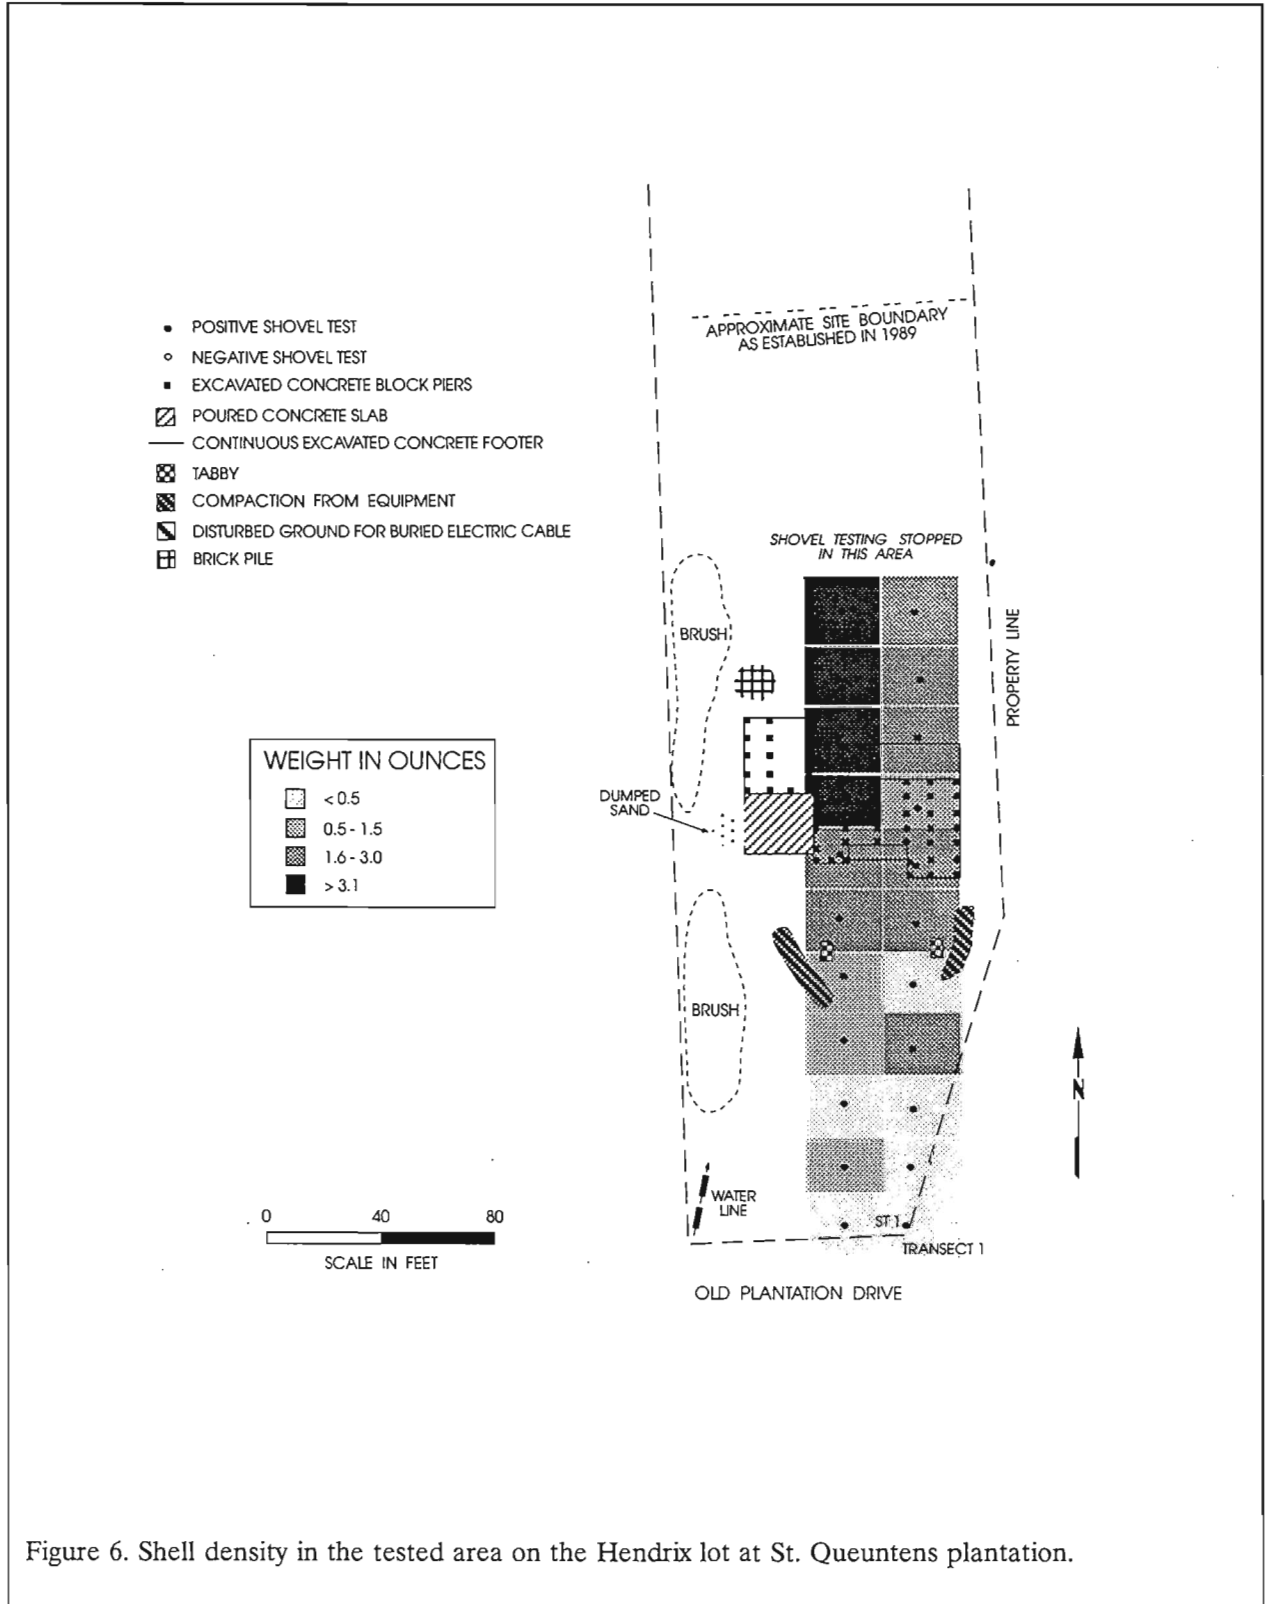 APPROXIMATE SITE BOUNDARY
AS ESTABLISHED IN 1989
POSITIVE SHOVEL TEST
NEGATIVE SHOVEL TEST
EXCAVATED CONCRETE BLOCK PIERS
POURED CONCRETE SLAB
CONTINUOUS EXCAVATED CONCRETE FOOTER
TABBY
COMPACTION FROM EQUIPMENT
DISTURBED GROUND FOR BURIED ELECTRIC CABLE
BRICK PILE
SHOVEL TESTING STOPPED
IN THIS AREA
BRUSH
PROPERTY LINE
WEIGHT IN OUNCES
< 0.5
0.5 - 1.5
1.6 - 3.0
> 3.1
DUMPED
SAND
BRUSH
N
WATER
LINE
ST 1
TRANSECT 1
0 40 80
SCALE IN FEET
OLD PLANTATION DRIVE
Figure 6. Shell density in the tested area on the Hendrix lot at St. Queuntens plantation.